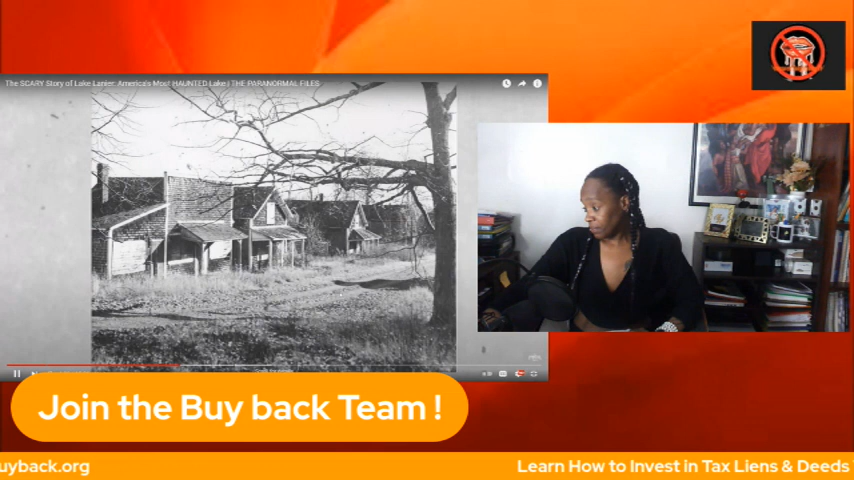 The SCARY Story of Lake Lanier: America's Most HAUNTED Lake | THE PARANORMAL FILES
Join the Buy back Team !
uyback.org
Learn How to Invest in Tax Liens & Deeds